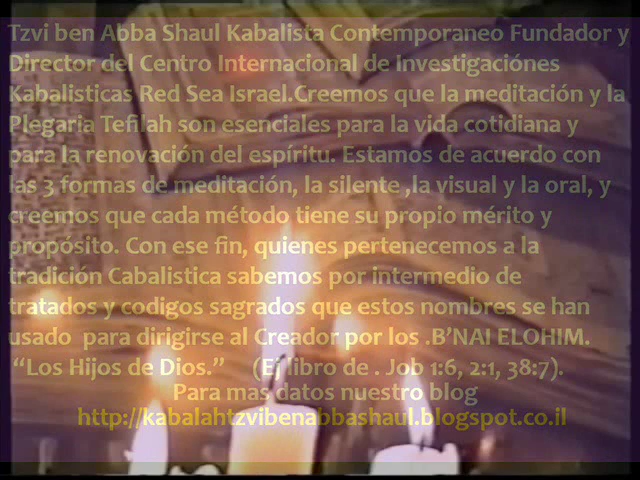 Tzvi ben Abba Shaul Kabalista Contemporaneo Fundador y
Director del Centro Internacional de Investigaciónes
Kabalisticas Red Sea Israel.Creemos que la meditación y la
Plegaria Tefilah son esenciales para la vida cotidiana y
para la renovación del espíritu. Estamos de acuerdo con
las 3 formas de meditación, la silente ,la visual y la oral, y
creemos que cada método tiene su propio mérito y
propósito. Con ese fin, quienes pertenecemos a la
tradición Cabalistica sabemos por intermedio de
tratados y codigos sagrados que estos nombres se han
usado para dirigirse al Creador por los .B’NAI ELOHIM.
“Los Hijos de Dios.” (El libro de . Job 1:6, 2:1, 38:7).
Para mas datos nuestro blog
http://kabalahtzvibenabbashaul.blogspot.co.il